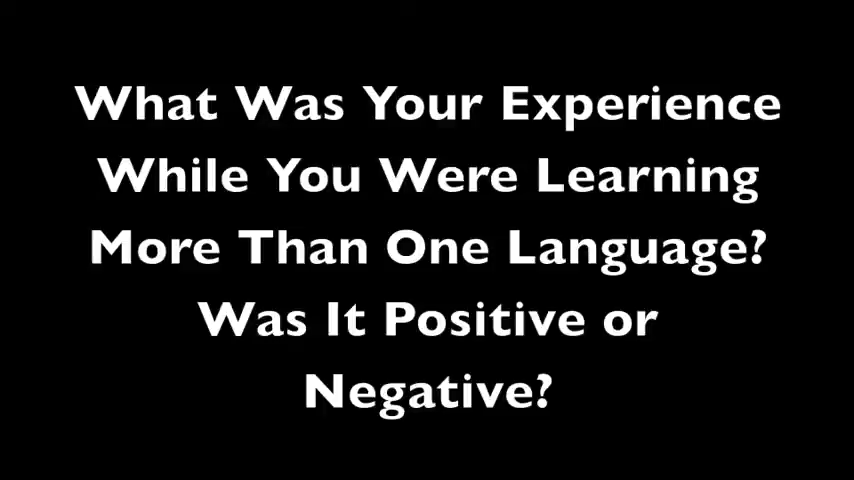 What Was Your Experience
While You Were Learning
More Than One Language?
Was It Positive or
Negative?